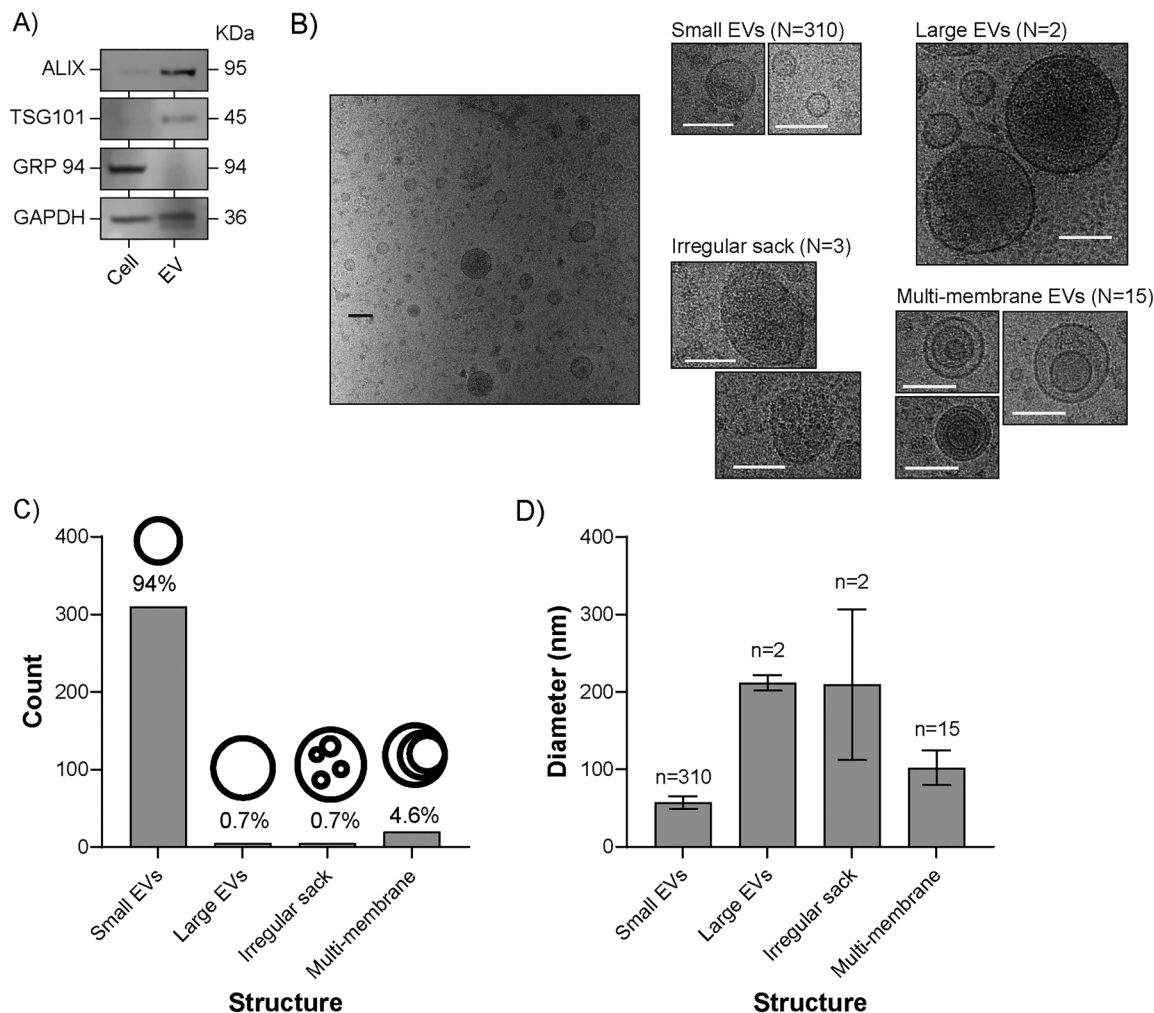 A)
KDa
ALIX
95
TSG101
45
GRP 94
94
GAPDH
36
Cell
EV
B)
Small EVs (N=310)
Large EVs (N=2)
Irregular sack (N=3)
Multi-membrane EVs (N=15)
C)
Count
400
300
200
100
0
94%
0.7%
0.7%
4.6%
Small EVs
Large EVs
Irregular sack
Multi-membrane
Structure
D)
Diameter (nm)
400
300
200
100
0
n=310
n=2
n=2
n=15
Small EVs
Large EVs
Irregular sack
Multi-membrane
Structure